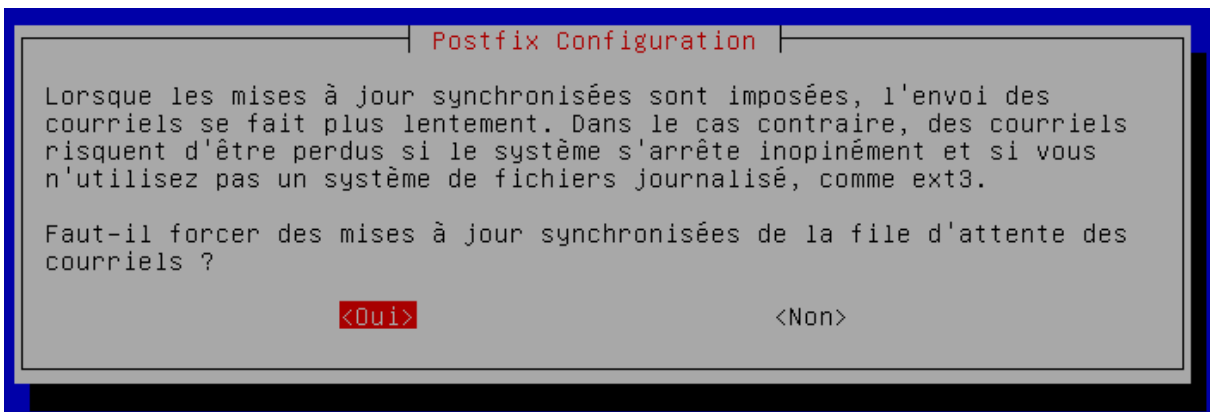 Postfix Configuration
Lorsque les mises à jour synchronisées sont imposées, l'envoi des
courriels se fait plus lentement. Dans le cas contraire, des courriels
risquent d'être perdus si le système s'arrête inopinément et si vous
n'utilisez pas un système de fichiers journalisé, comme ext3.
Faut-il forcer des mises à jour synchronisées de la file d'attente des
courriels ?
<Oui> <Non>